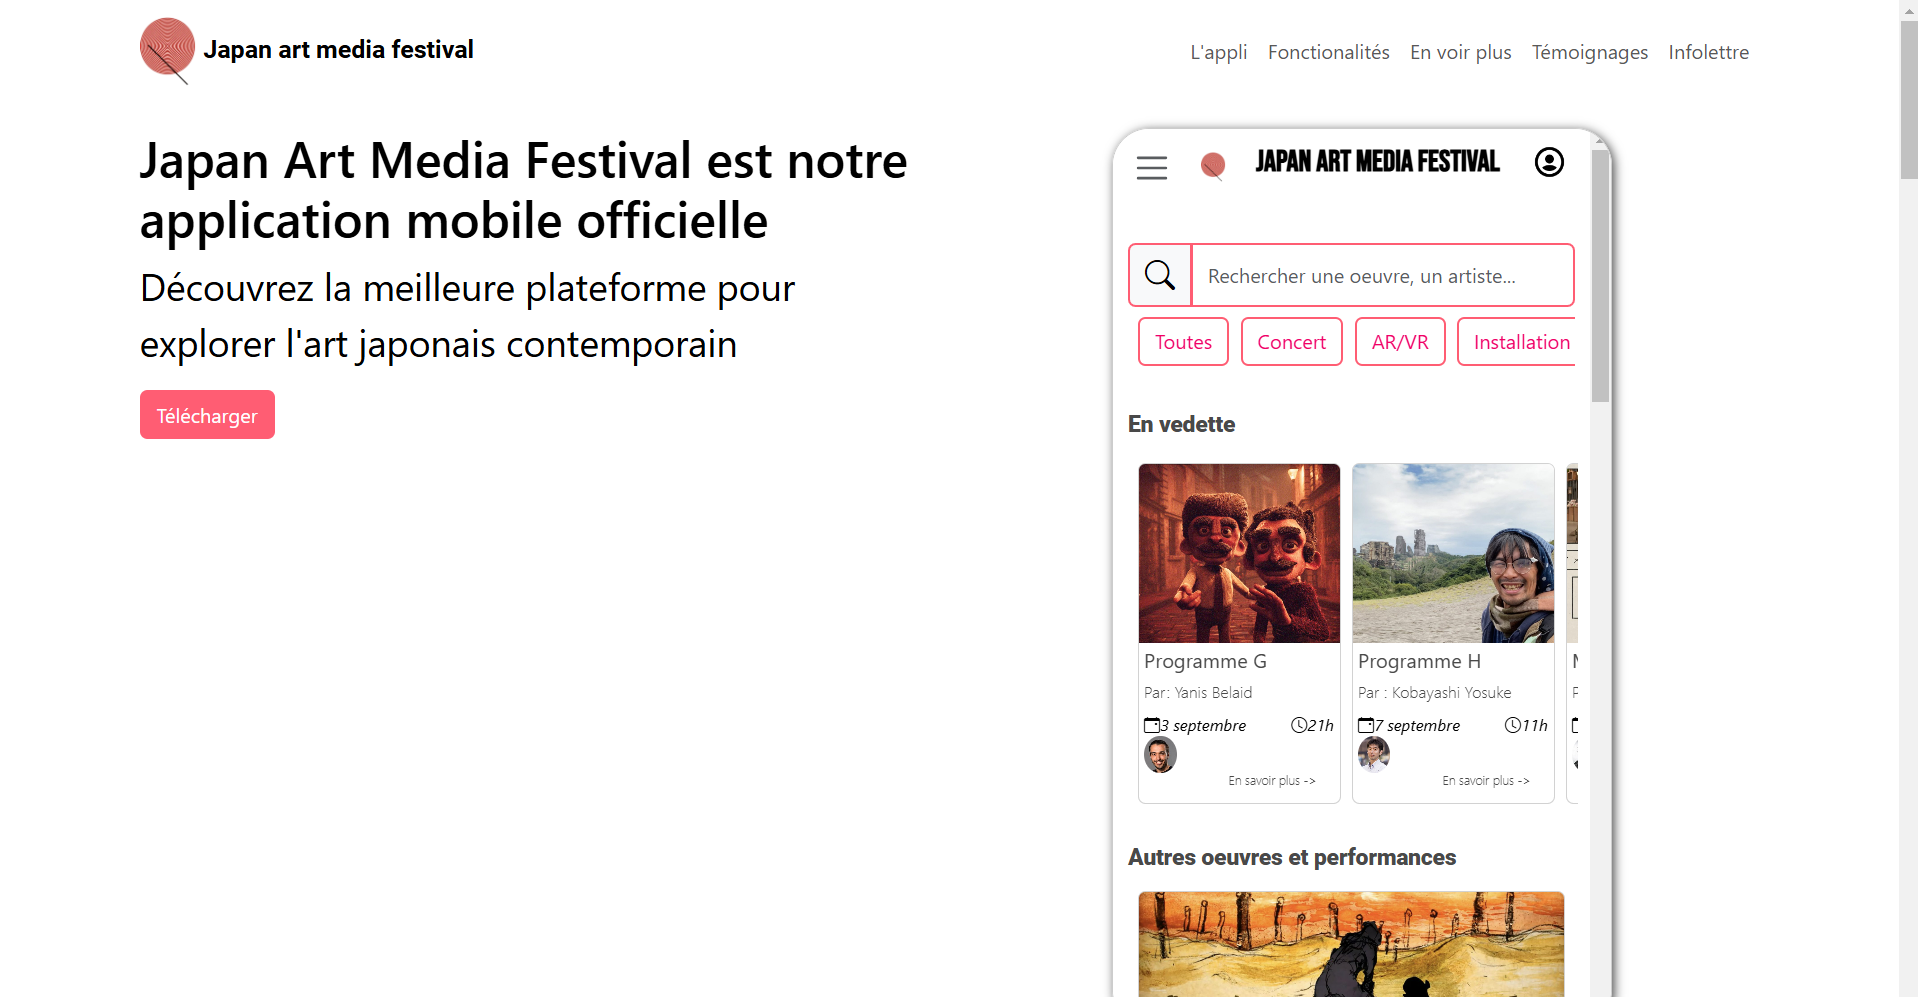 Japan art media festival
L'appli Fonctionalités En voir plus Témoignages Infolettre
Japan Art Media Festival est notre
application mobile officielle
Découvrez la meilleure plateforme pour
explorer l'art japonais contemporain
Télécharger
JAPAN ART MEDIA FESTIVAL
Rechercher une oeuvre, un artiste...
Toutes Concert AR/VR Installation
En vedette
Programme G
Par: Yanis Belaid
3 septembre 21h
En savoir plus ->
Programme H
Par : Kobayashi Yosuke
7 septembre 11h
En savoir plus ->
Autres oeuvres et performances